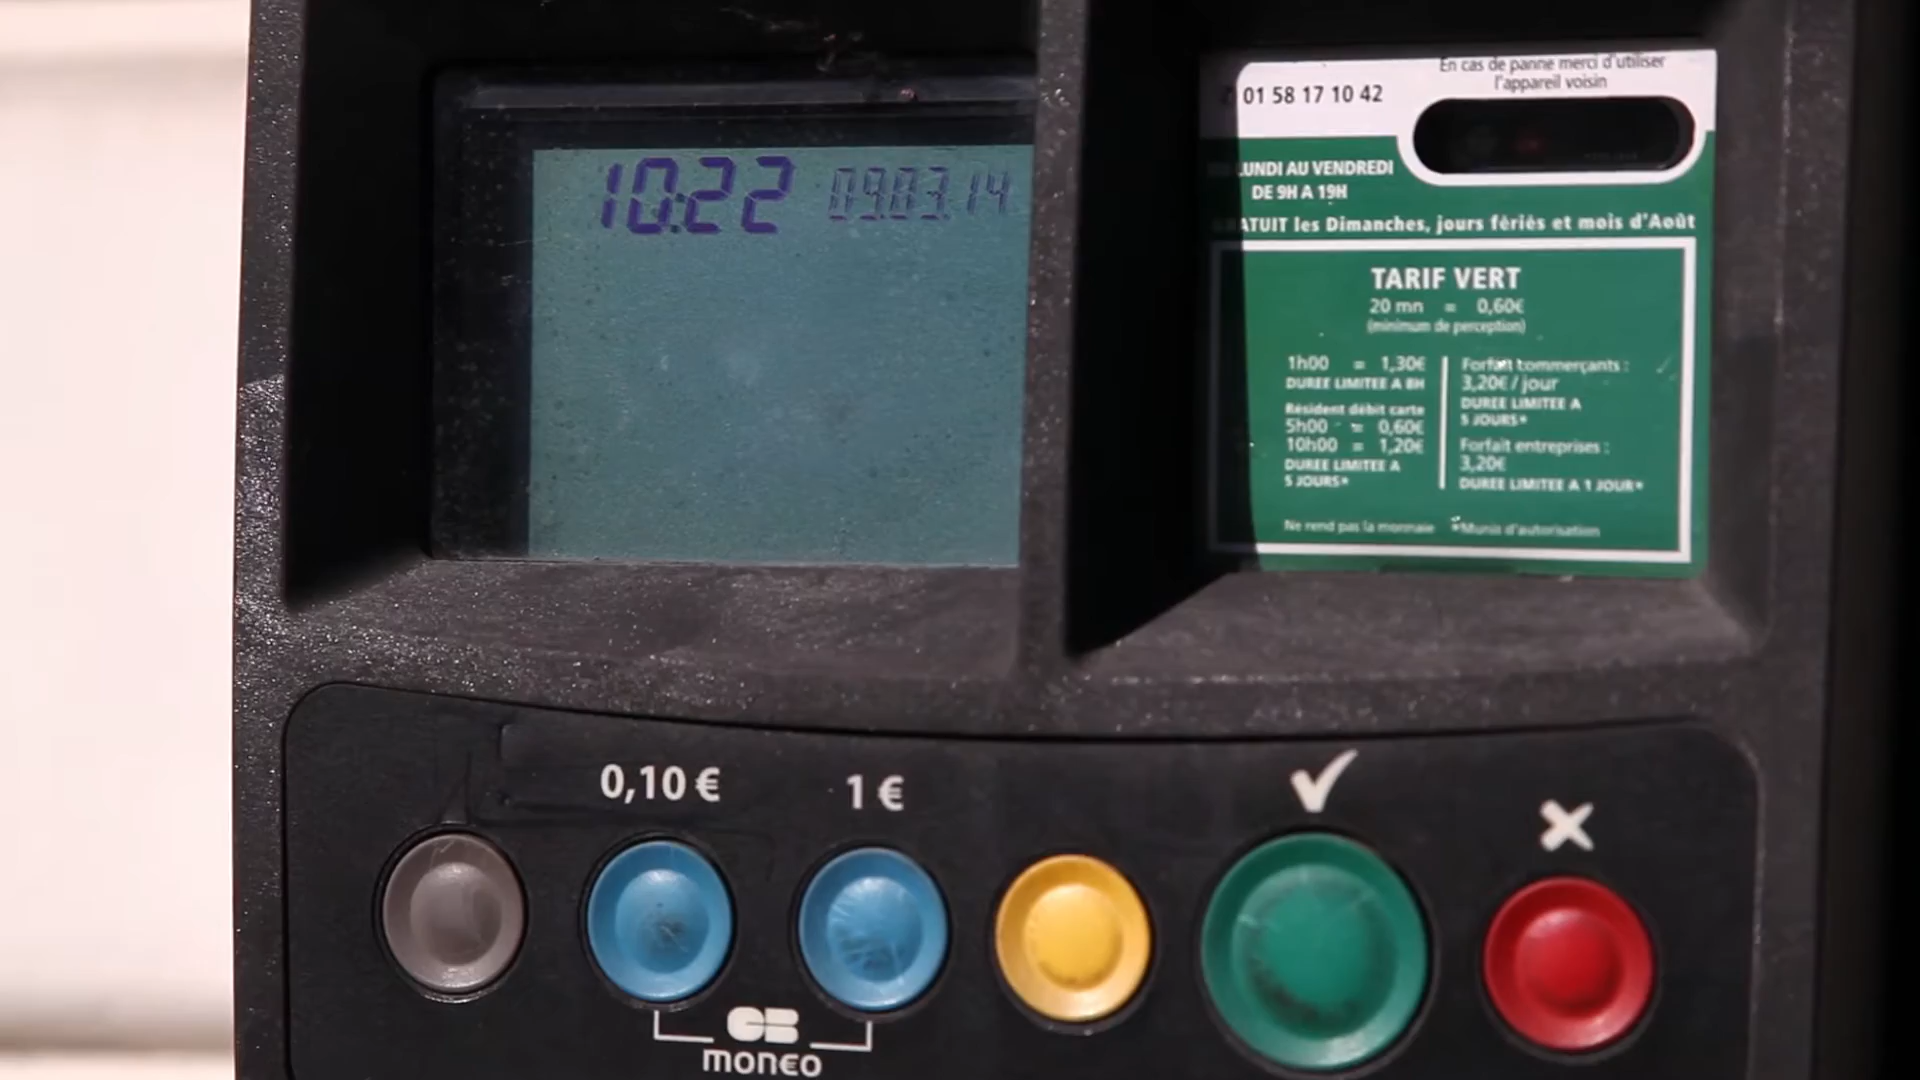 10:22 09.03.14
En cas de panne merci d'utiliser
l'appareil voisin
01 58 17 10 42
LUNDI AU VENDREDI
DE 9H A 19H
GRATUIT les Dimanches, jours fériés et mois d'Août
TARIF VERT
20 mn = 0,60€
(minimum de perception)
1h00 = 1,30€
DUREE LIMITEE A 8H
Résident débit carte
5h00 = 0,60€
10h00 = 1,20€
DUREE LIMITEE A
5 JOURS*
Forfait commerçants :
3,20€ / jour
DUREE LIMITEE A
5 JOURS*
Forfait entreprises :
3,20€
DUREE LIMITEE A 1 JOUR*
Ne rend pas la monnaie *Munis d'autorisation
0,10 € 1 €
CB
moneo